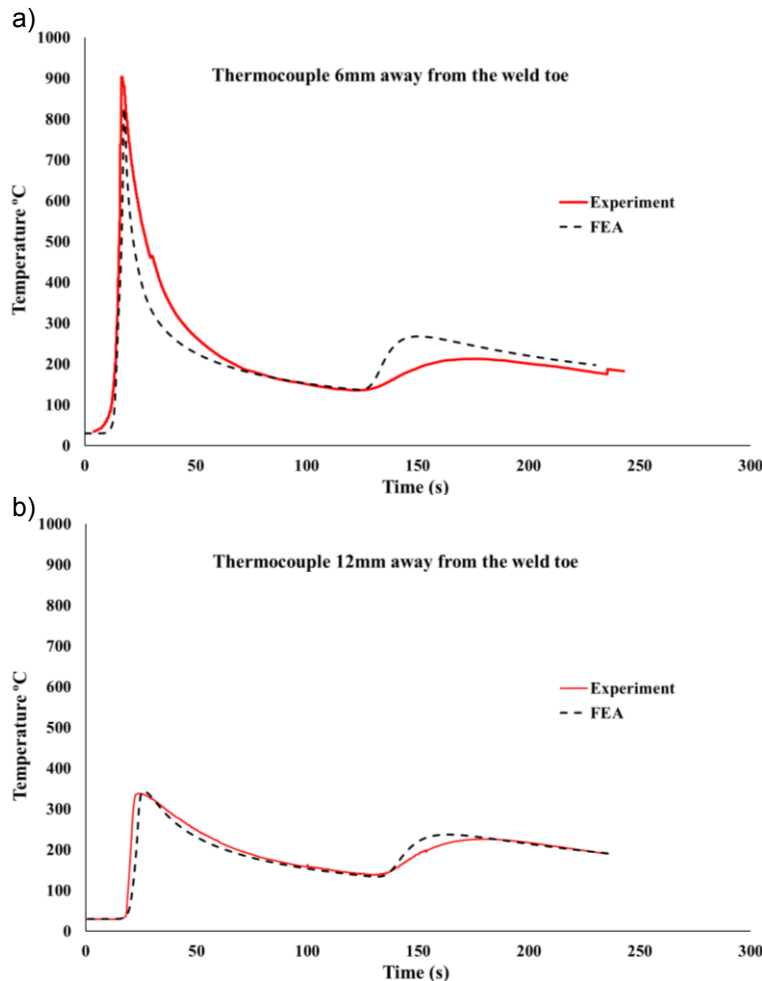 a)
1000
900
800
700
600
500
400
300
200
100
0
Temperature ºC
Thermocouple 6mm away from the weld toe
Experiment
FEA
0 50 100 150 200 250 300
Time (s)
b)
1000
900
800
700
600
500
400
300
200
100
0
Temperature ºC
Thermocouple 12mm away from the weld toe
Experiment
FEA
0 50 100 150 200 250 300
Time (s)